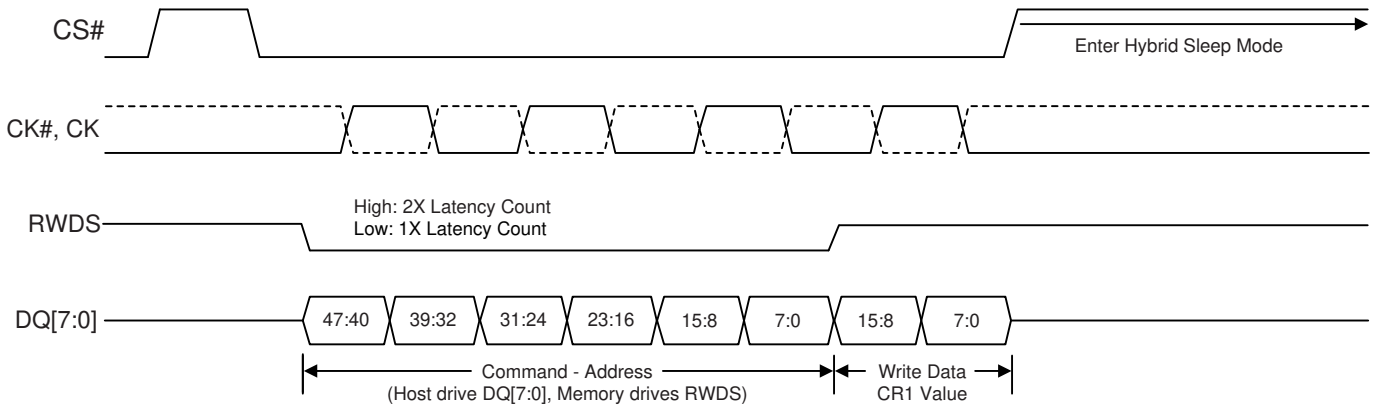 CS#
Enter Hybrid Sleep Mode
CK#, CK
RWDS
High: 2X Latency Count
Low: 1X Latency Count
DQ[7:0]
47:40 39:32 31:24 23:16 15:8 7:0 15:8 7:0
Command - Address
(Host drive DQ[7:0], Memory drives RWDS)
Write Data
CR1 Value